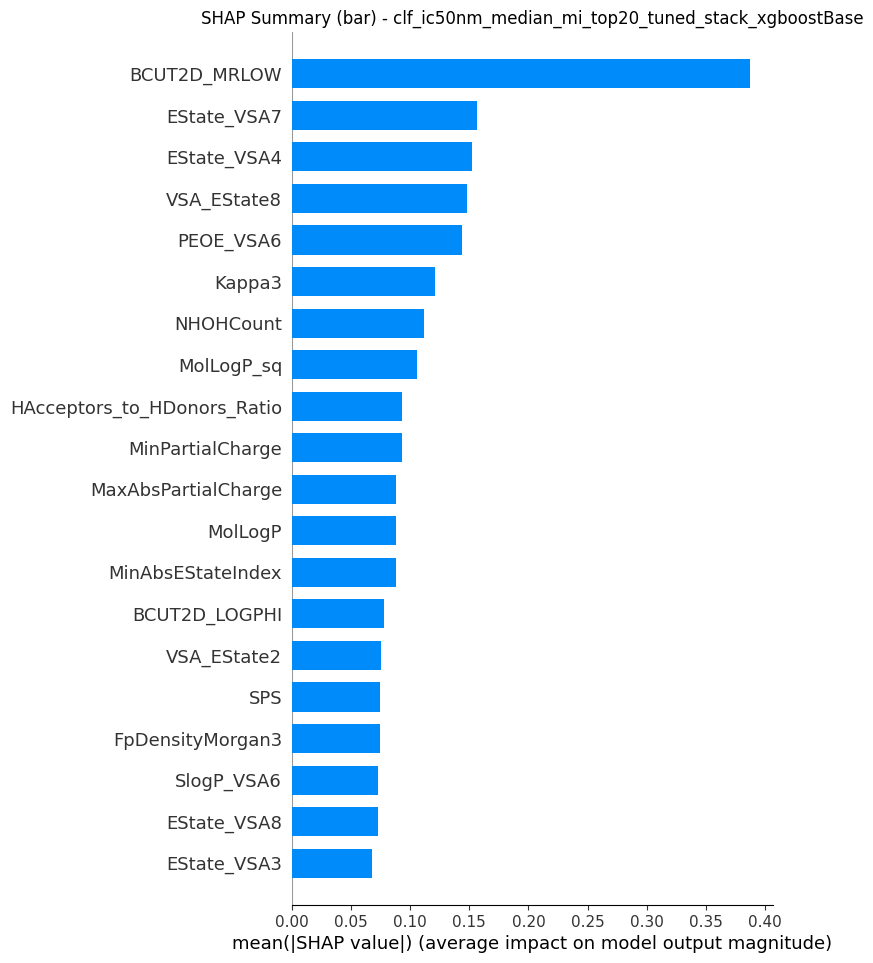 SHAP Summary (bar) - clf_ic50nm_median_mi_top20_tuned_stack_xgboostBase
BCUT2D_MRLOW
EState_VSA7
EState_VSA4
VSA_EState8
PEOE_VSA6
Kappa3
NHOHCount
MolLogP_sq
HAcceptors_to_HDonors_Ratio
MinPartialCharge
MaxAbsPartialCharge
MolLogP
MinAbsEStateIndex
BCUT2D_LOGPHI
VSA_EState2
SPS
FpDensityMorgan3
SlogP_VSA6
EState_VSA8
EState_VSA3
0.00 0.05 0.10 0.15 0.20 0.25 0.30 0.35 0.40
mean(|SHAP value|) (average impact on model output magnitude)